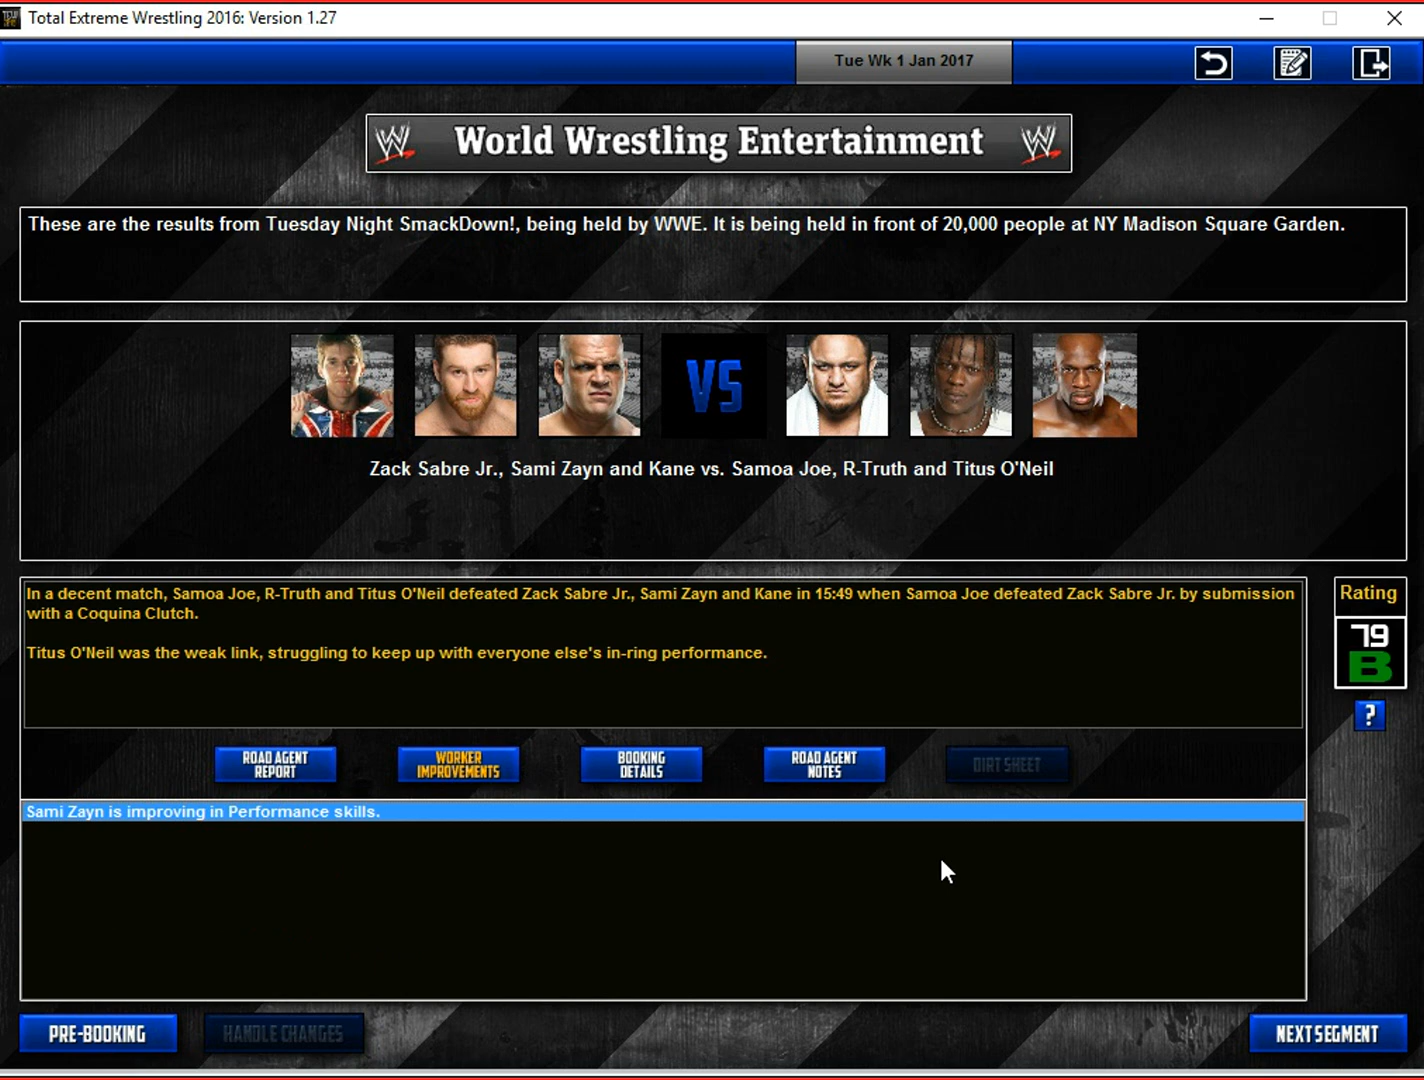 Total Extreme Wrestling 2016: Version 1.27
Tue Wk 1 Jan 2017
World Wrestling Entertainment
These are the results from Tuesday Night SmackDown!, being held by WWE. It is being held in front of 20,000 people at NY Madison Square Garden.
VS
Zack Sabre Jr., Sami Zayn and Kane vs. Samoa Joe, R-Truth and Titus O'Neil
In a decent match, Samoa Joe, R-Truth and Titus O'Neil defeated Zack Sabre Jr., Sami Zayn and Kane in 15:49 when Samoa Joe defeated Zack Sabre Jr. by submission
with a Coquina Clutch.
Titus O'Neil was the weak link, struggling to keep up with everyone else's in-ring performance.
Rating
79
B
?
ROAD AGENT
REPORT
WORKER
IMPROVEMENTS
BOOKING
DETAILS
ROAD AGENT
NOTES
DIRT SHEET
Sami Zayn is improving in Performance skills.
PRE-BOOKING
HANDLE CHANGES
NEXT SEGMENT